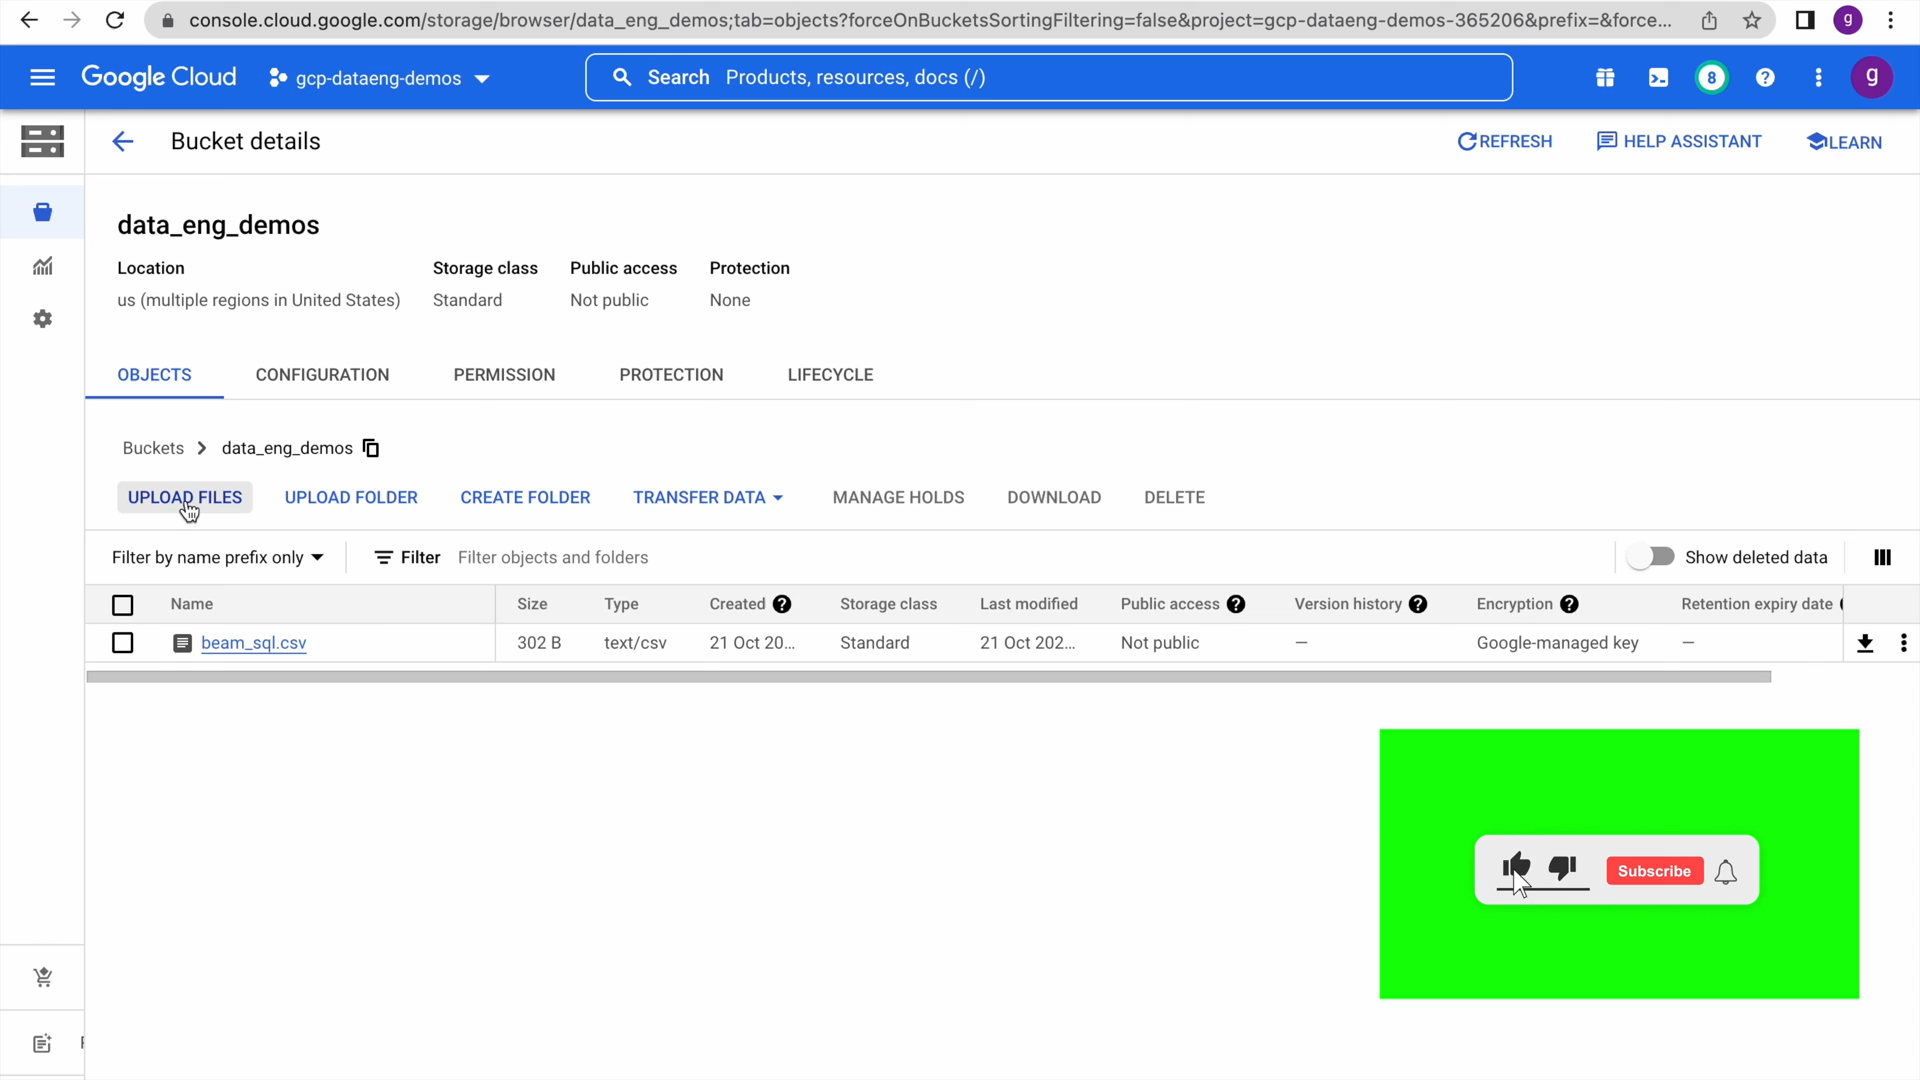 console.cloud.google.com/storage/browser/data_eng_demos;tab=objects?forceOnBucketsSortingFiltering=false&project=gcp-dataeng-demos-365206&prefix=&force...
g
Google Cloud
gcp-dataeng-demos
Search Products, resources, docs (/)
8
g
Bucket details
REFRESH
HELP ASSISTANT
LEARN
data_eng_demos
Location Storage class Public access Protection
us (multiple regions in United States) Standard Not public None
OBJECTS CONFIGURATION PERMISSION PROTECTION LIFECYCLE
Buckets > data_eng_demos
UPLOAD FILES UPLOAD FOLDER CREATE FOLDER TRANSFER DATA MANAGE HOLDS DOWNLOAD DELETE
Filter by name prefix only Filter Filter objects and folders Show deleted data
Name Size Type Created Storage class Last modified Public access Version history Encryption Retention expiry date
beam_sql.csv 302 B text/csv 21 Oct 20... Standard 21 Oct 202... Not public — Google-managed key —
Subscribe